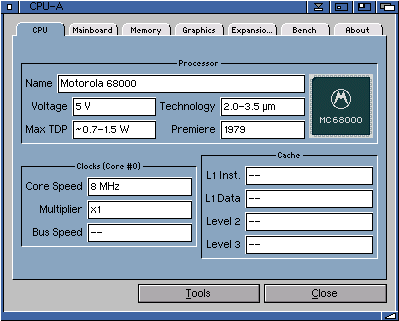 CPU-A
CPU Mainboard Memory Graphics Expansio... Bench About
Processor
Name Motorola 68000
Voltage 5 V Technology 2.0-3.5 µm
Max TDP ~0.7-1.5 W Premiere 1979
MC68000
Clocks (Core #0)
Core Speed 8 MHz
Multiplier x1
Bus Speed --
Cache
L1 Inst. --
L1 Data --
Level 2 --
Level 3 --
Tools Close